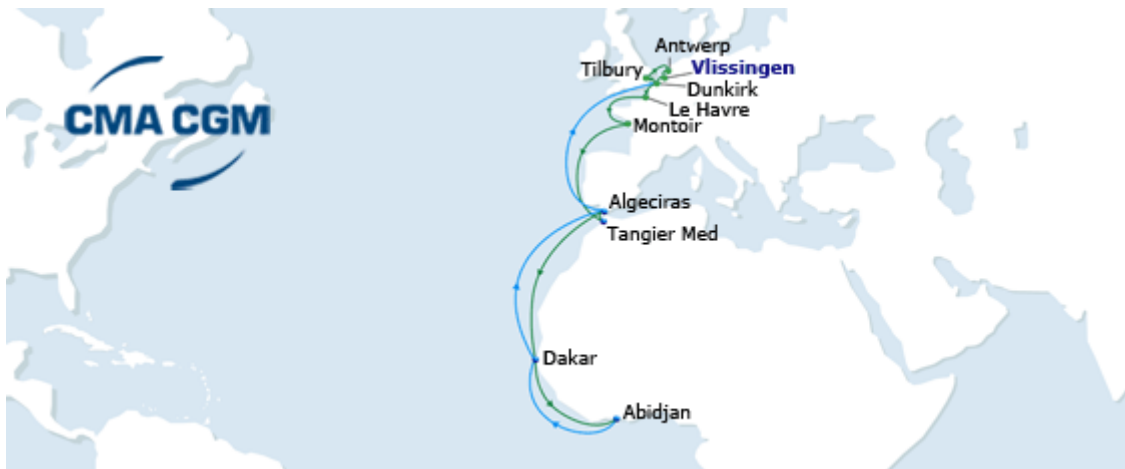 Antwerp
Tilbury
Vlissingen
Dunkirk
Le Havre
CMA CGM
Montoir
Algeciras
Tangier Med
Dakar
Abidjan